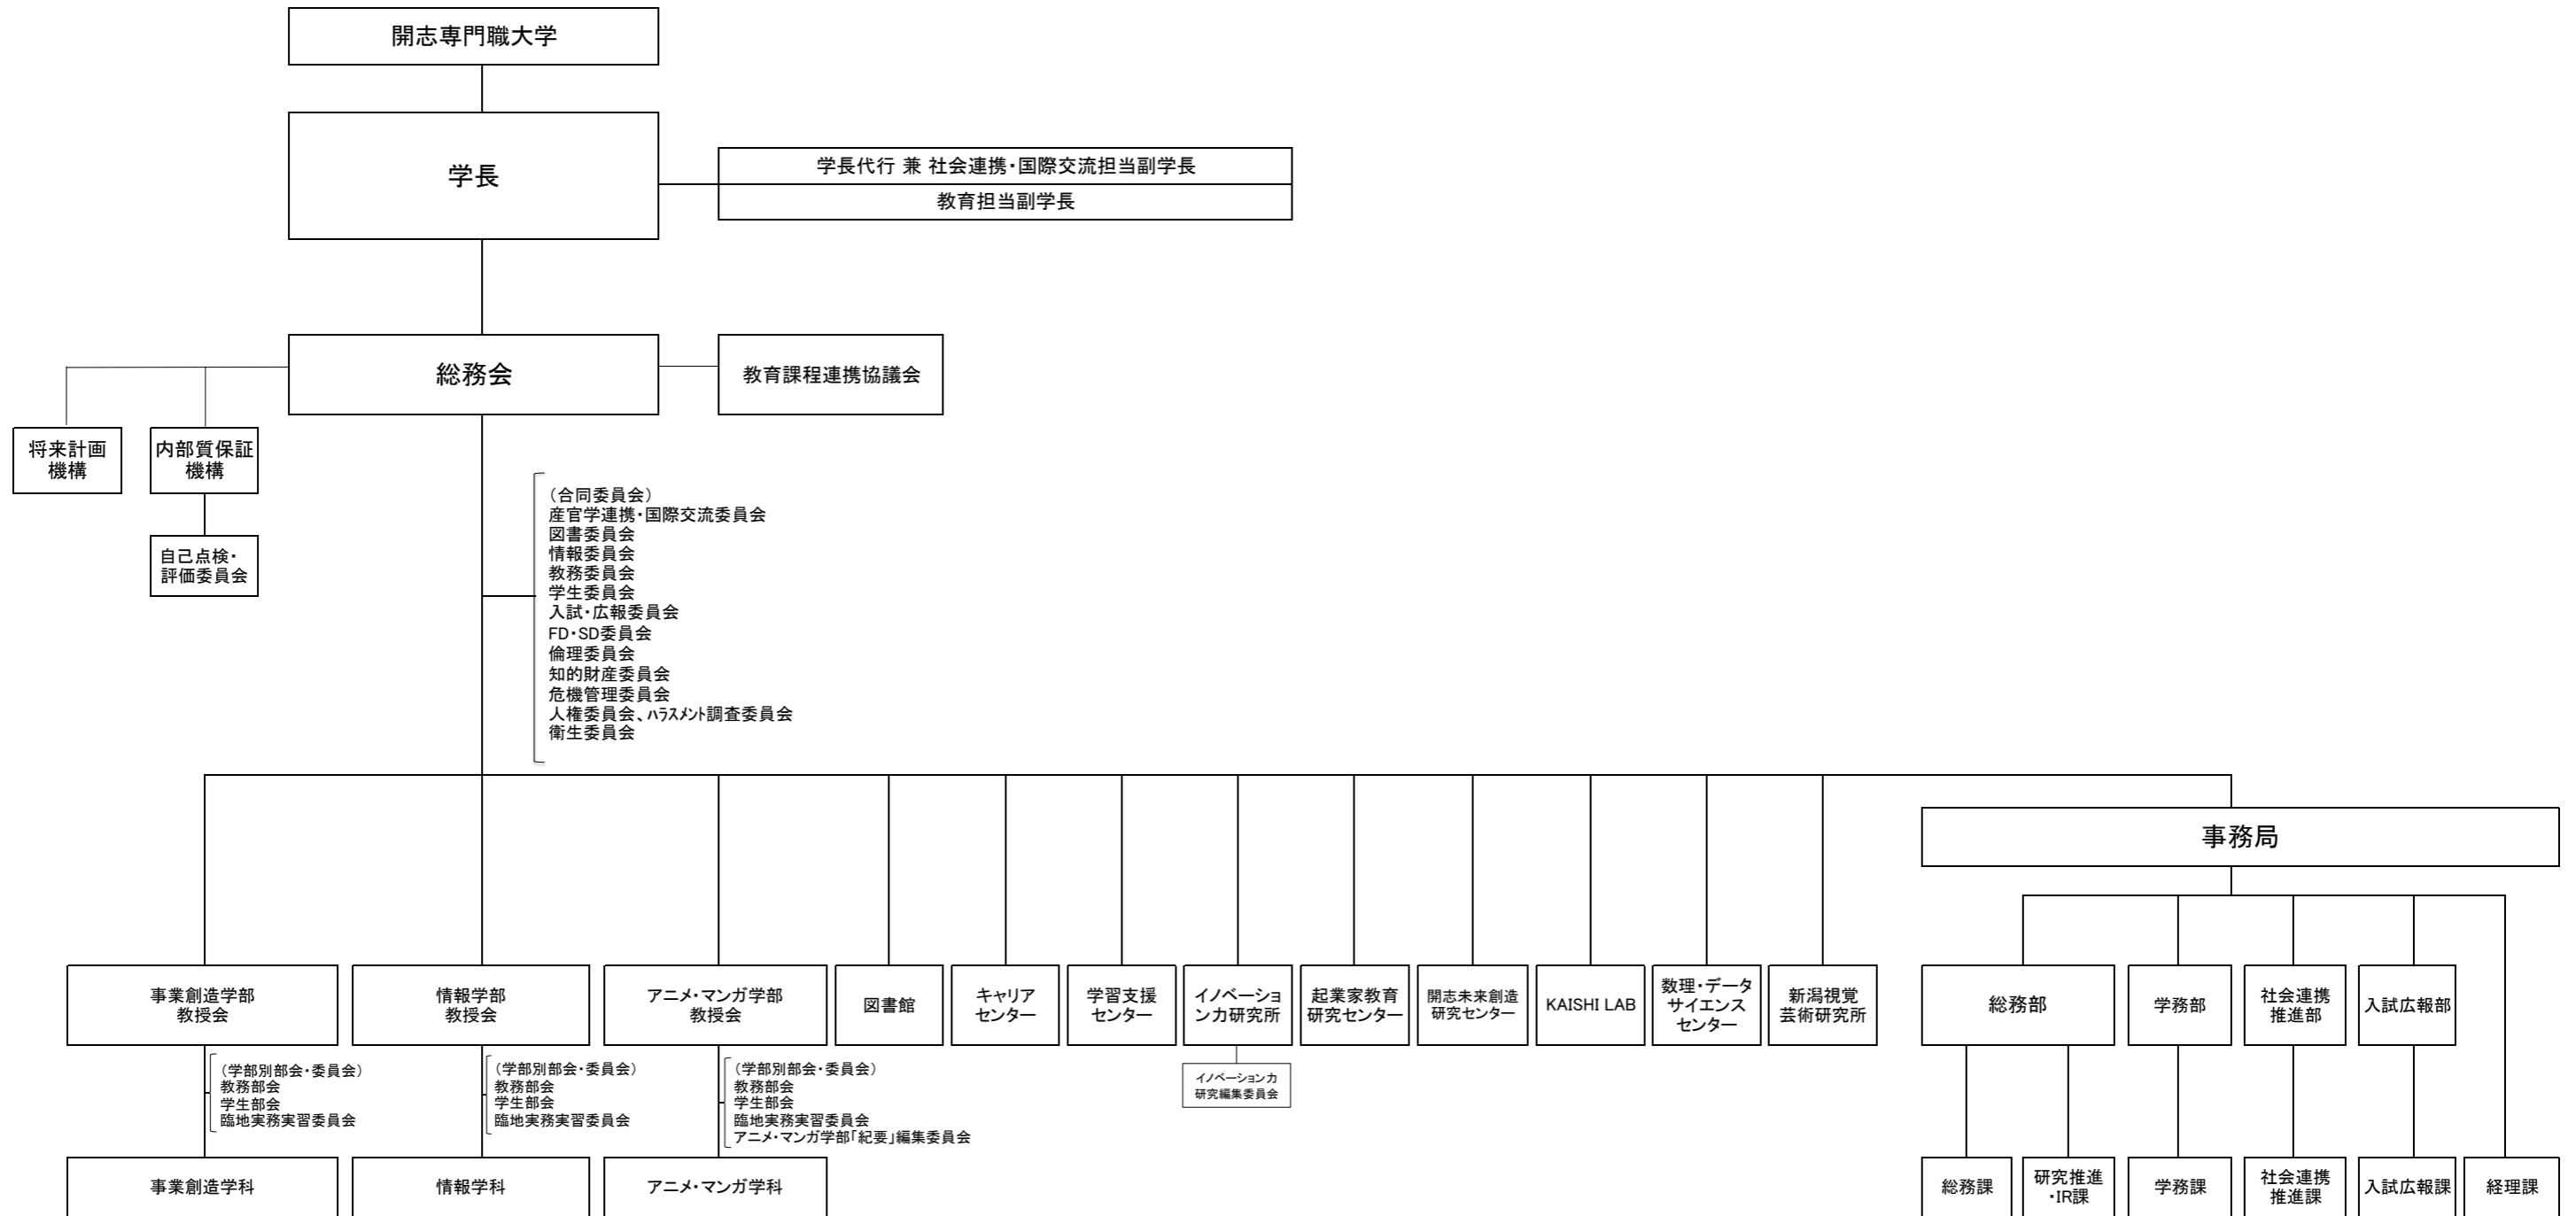 開志専門職大学
学長
学長代行 兼 社会連携・国際交流担当副学長
教育担当副学長
総務会
教育課程連携協議会
将来計画
機構
内部質保証
機構
自己点検・
評価委員会
（合同委員会）
産官学連携・国際交流委員会
図書委員会
情報委員会
教務委員会
学生委員会
入試・広報委員会
FD・SD委員会
倫理委員会
知的財産委員会
危機管理委員会
人権委員会、ﾊﾗｽﾒﾝﾄ調査委員会
衛生委員会
事務局
事業創造学部
教授会
情報学部
教授会
アニメ・マンガ学部
教授会
図書館
キャリア
センター
学習支援
センター
イノベーショ
ン力研究所
起業家教育
研究センター
開志未来創造
研究センター
KAISHI LAB
数理・データ
サイエンス
センター
新潟視覚
芸術研究所
総務部
学務部
社会連携
推進部
入試広報部
（学部別部会・委員会）
教務部会
学生部会
臨地実務実習委員会
（学部別部会・委員会）
教務部会
学生部会
臨地実務実習委員会
（学部別部会・委員会）
教務部会
学生部会
臨地実務実習委員会
アニメ・マンガ学部「紀要」編集委員会
イノベーション力
研究編集委員会
事業創造学科
情報学科
アニメ・マンガ学科
総務課
研究推進
・IR課
学務課
社会連携
推進課
入試広報課
経理課